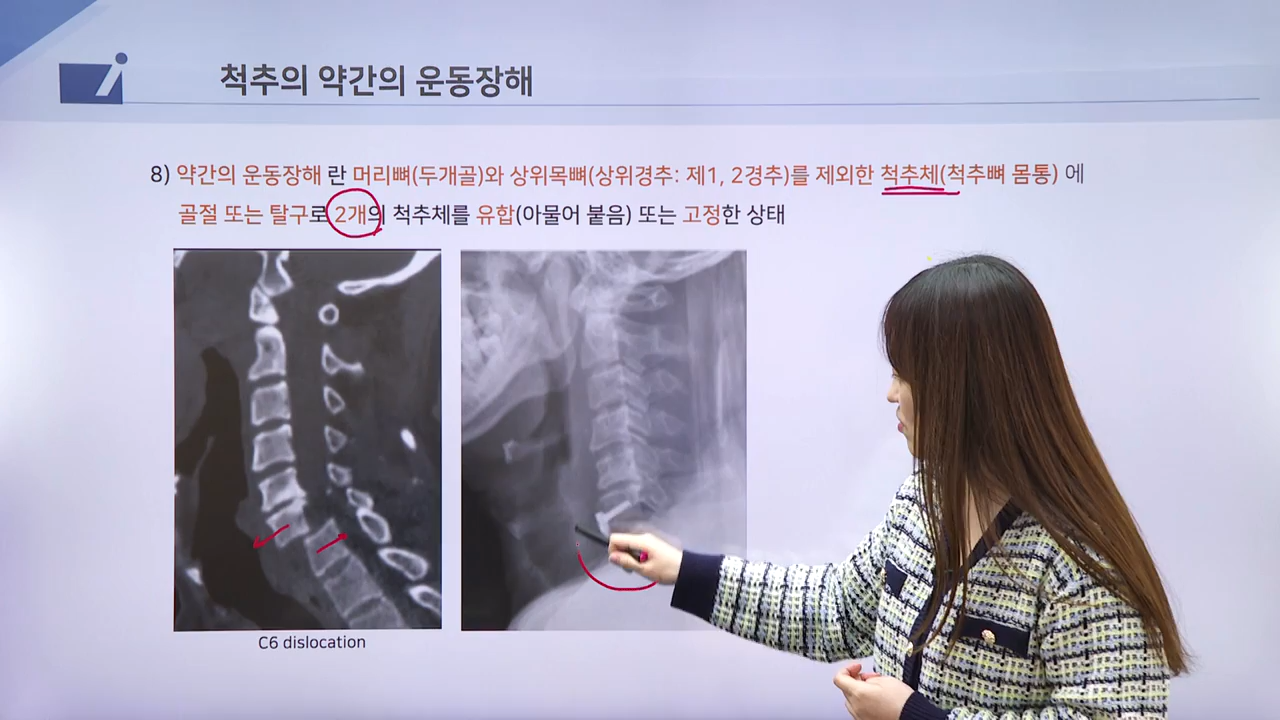 척추의 약간의 운동장해
8) 약간의 운동장해 란 머리뼈(두개골)와 상위목뼈(상위경추: 제1, 2경추)를 제외한 척추체(척추뼈 몸통) 에
골절 또는 탈구로 2개의 척추체를 유합(아물어 붙음) 또는 고정한 상태
C6 dislocation